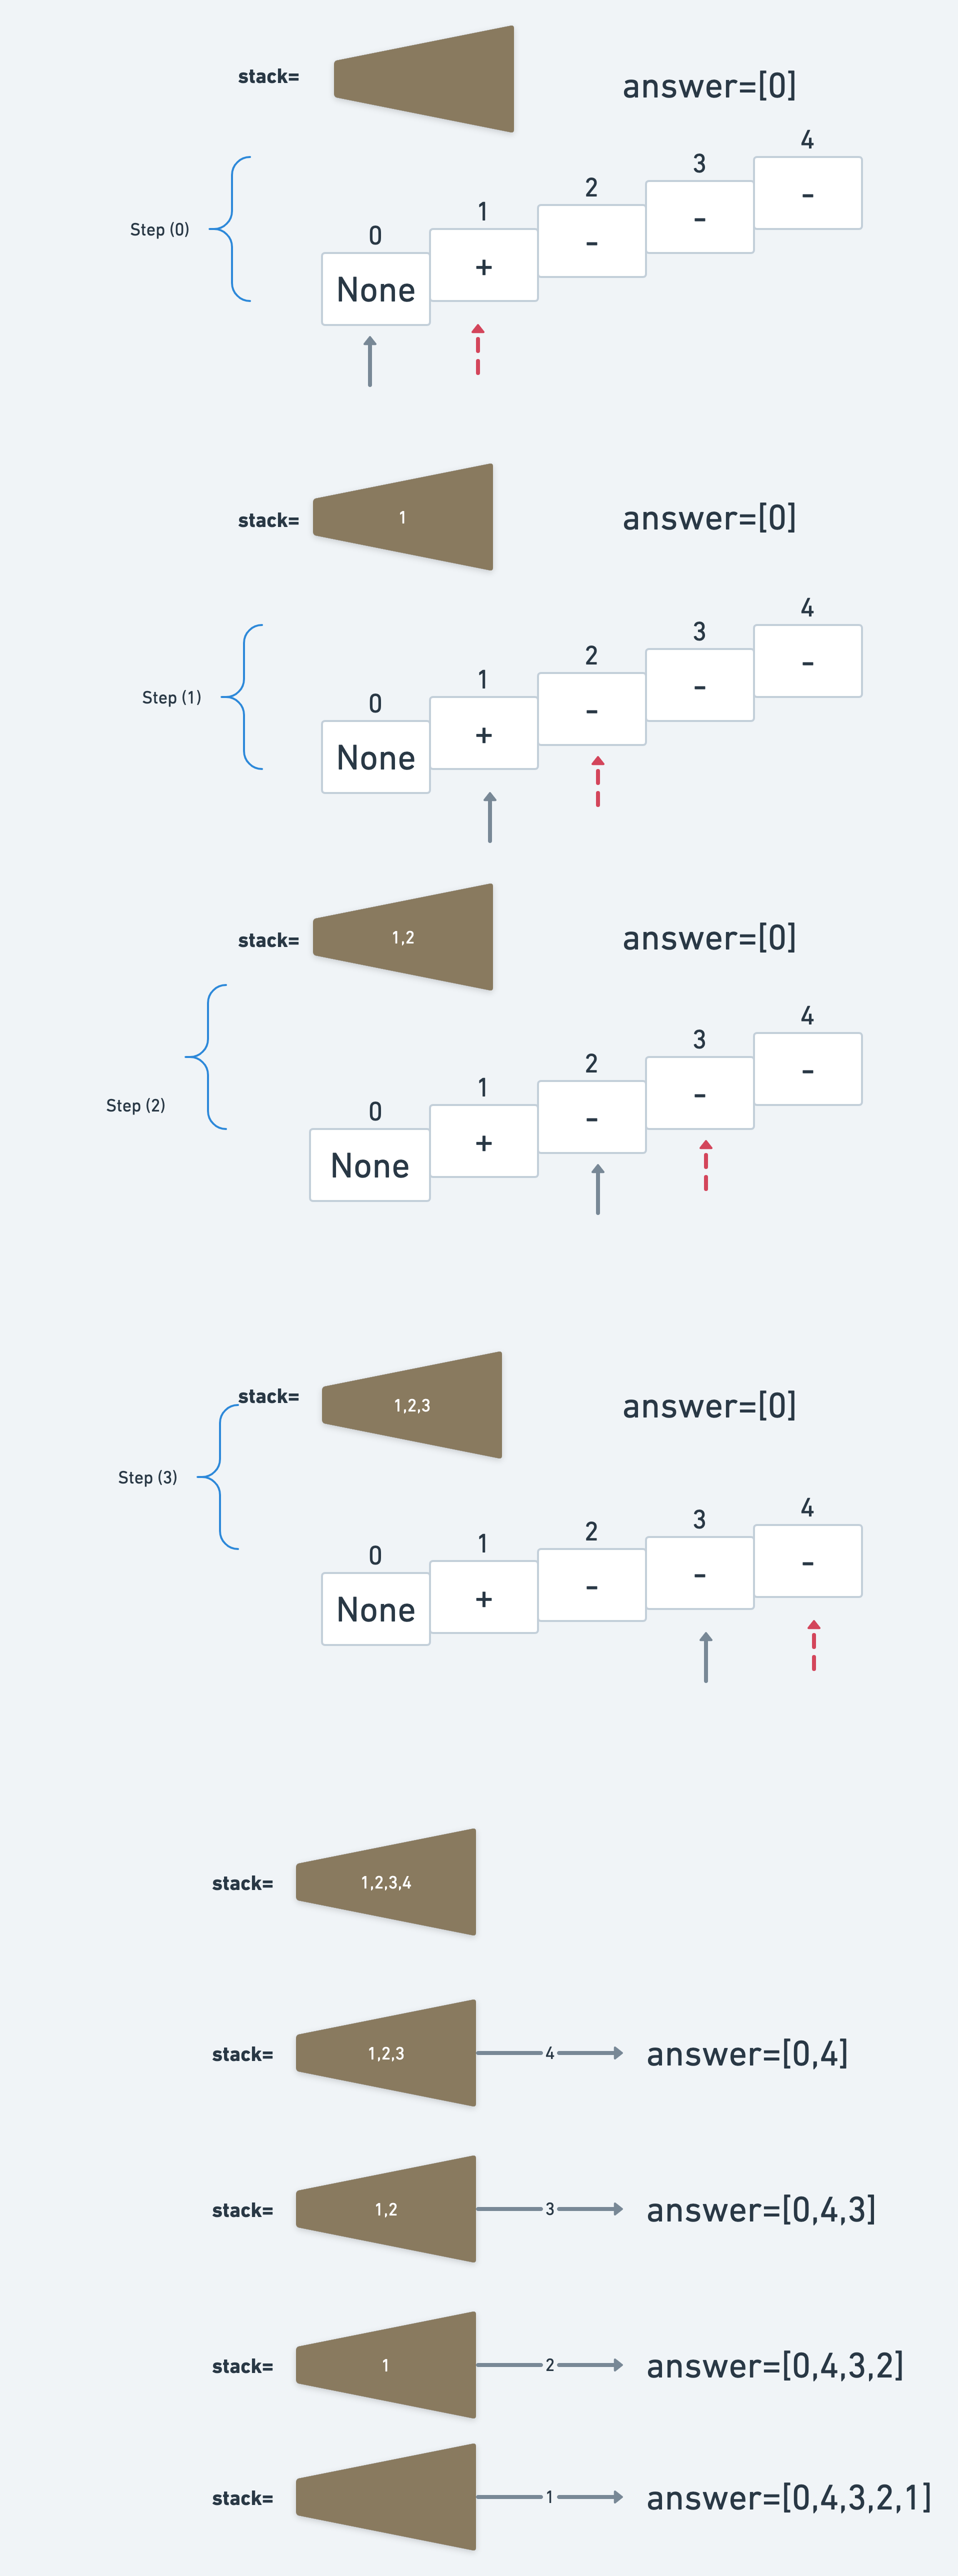 stack=
answer=[0]
4
3
2
1
0
Step (0)
None
+
-
-
-
stack=
1
answer=[0]
4
3
2
1
0
Step (1)
None
+
-
-
-
stack=
1,2
answer=[0]
4
3
2
1
0
Step (2)
None
+
-
-
-
stack=
1,2,3
answer=[0]
Step (3)
4
3
2
1
0
None
+
-
-
-
stack=
1,2,3,4
stack=
1,2,3
4
answer=[0,4]
stack=
1,2
3
answer=[0,4,3]
stack=
1
2
answer=[0,4,3,2]
stack=
1
answer=[0,4,3,2,1]